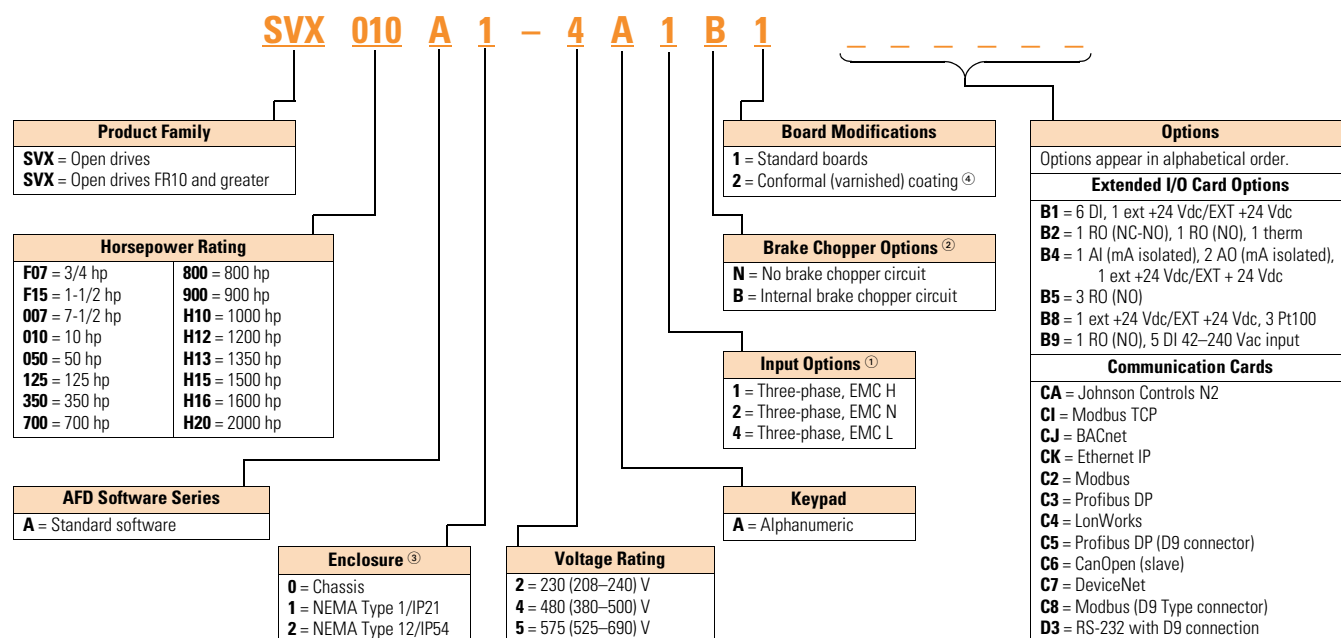 SVX 010 A 1 – 4 A 1 B 1 _ _ _ _ _ _
Product Family
SVX = Open drives
SVX = Open drives FR10 and greater
Horsepower Rating
F07 = 3/4 hp
F15 = 1-1/2 hp
007 = 7-1/2 hp
010 = 10 hp
050 = 50 hp
125 = 125 hp
350 = 350 hp
700 = 700 hp
800 = 800 hp
900 = 900 hp
H10 = 1000 hp
H12 = 1200 hp
H13 = 1350 hp
H15 = 1500 hp
H16 = 1600 hp
H20 = 2000 hp
AFD Software Series
A = Standard software
Enclosure ③
0 = Chassis
1 = NEMA Type 1/IP21
2 = NEMA Type 12/IP54
Voltage Rating
2 = 230 (208–240) V
4 = 480 (380–500) V
5 = 575 (525–690) V
Keypad
A = Alphanumeric
Input Options ①
1 = Three-phase, EMC H
2 = Three-phase, EMC N
4 = Three-phase, EMC L
Brake Chopper Options ②
N = No brake chopper circuit
B = Internal brake chopper circuit
Board Modifications
1 = Standard boards
2 = Conformal (varnished) coating ④
Options
Options appear in alphabetical order.
Extended I/O Card Options
B1 = 6 DI, 1 ext +24 Vdc/EXT +24 Vdc
B2 = 1 RO (NC-NO), 1 RO (NO), 1 therm
B4 = 1 AI (mA isolated), 2 AO (mA isolated),
1 ext +24 Vdc/EXT + 24 Vdc
B5 = 3 RO (NO)
B8 = 1 ext +24 Vdc/EXT +24 Vdc, 3 Pt100
B9 = 1 RO (NO), 5 DI 42–240 Vac input
Communication Cards
CA = Johnson Controls N2
CI = Modbus TCP
CJ = BACnet
CK = Ethernet IP
C2 = Modbus
C3 = Profibus DP
C4 = LonWorks
C5 = Profibus DP (D9 connector)
C6 = CanOpen (slave)
C7 = DeviceNet
C8 = Modbus (D9 Type connector)
D3 = RS-232 with D9 connection